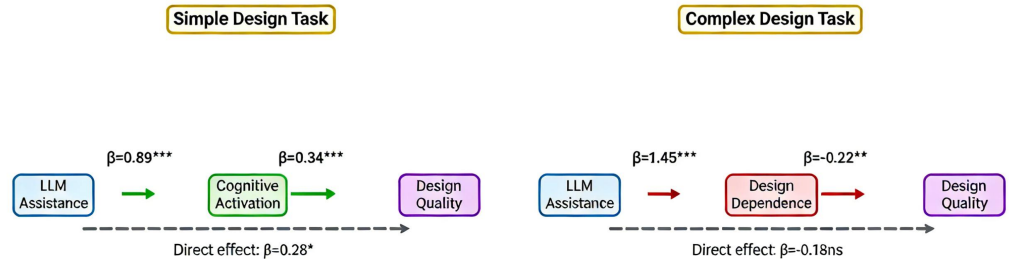 Simple Design Task
β=0.89***
β=0.34***
LLM
Assistance
Cognitive
Activation
Design
Quality
Direct effect: β=0.28*
Complex Design Task
β=1.45***
β=-0.22**
LLM
Assistance
Design
Dependence
Design
Quality
Direct effect: β=-0.18ns